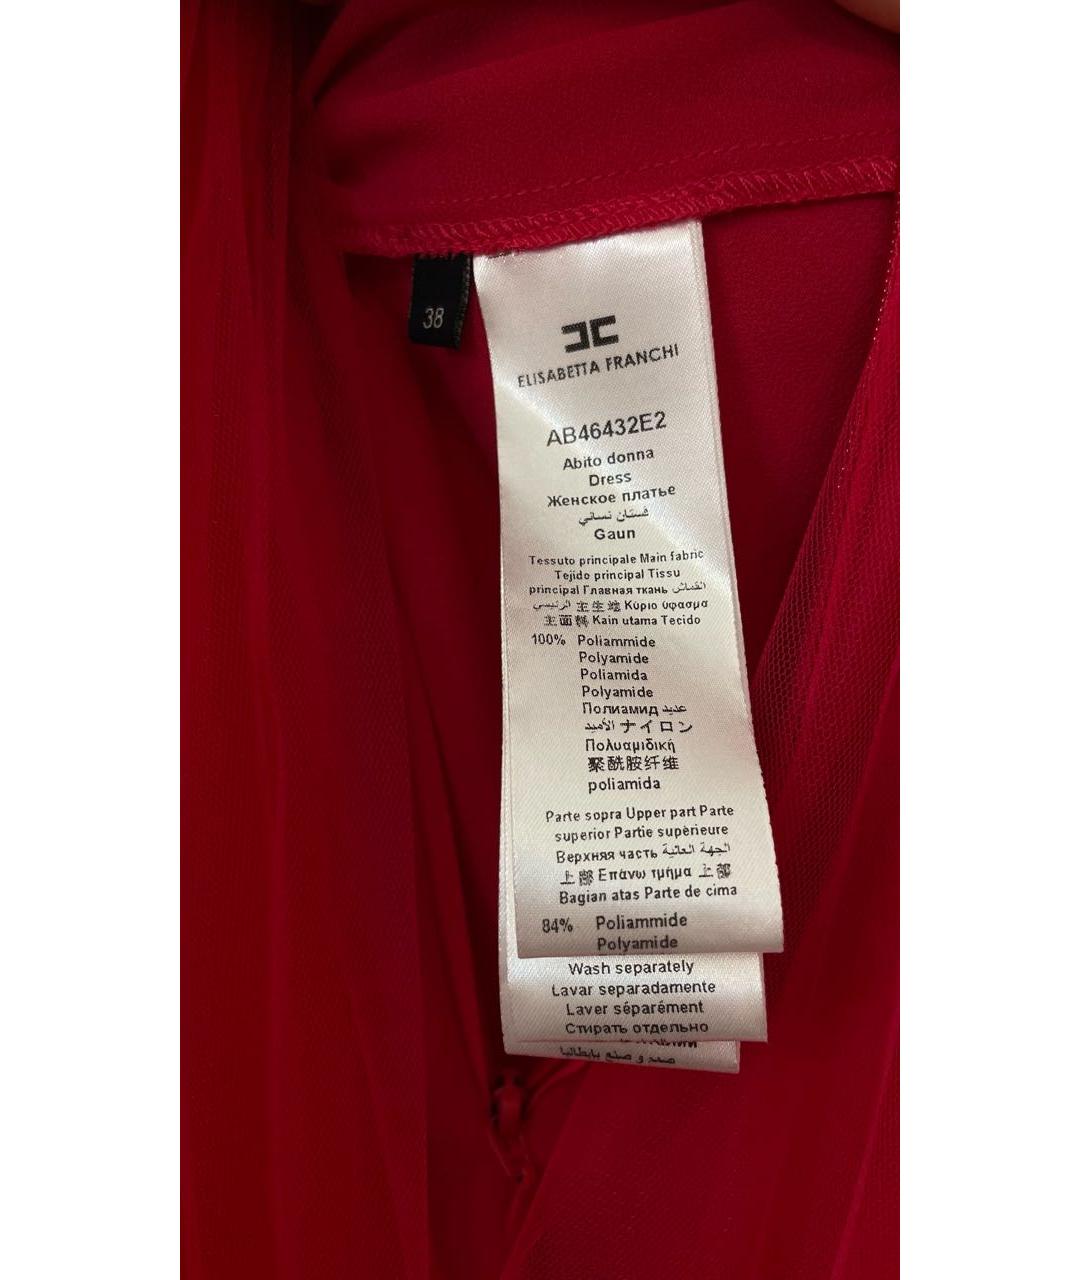 38
ELISABETTA FRANCHI
AB46432E2
Abito donna
Dress
Женское платье
فستان نسائي
Gaun
Tessuto principale Main fabric
Tejido principal Tissu
principal Главная ткань القماش
الرئيسي 主生地 Κύριο ύφασμα
主面料 Kain utama Tecido
100% Poliammide
Polyamide
Poliamida
Polyamide
Полиамид عديد
الأميد ナイロン
Πολυαμιδική
聚酰胺纤维
poliamida
Parte sopra Upper part Parte
superior Partie supèrieure
Верхняя часть الجهة العاتية
上部 Επάνω τμήμα 上部
Bagian atas Parte de cima
84% Poliammide
Polyamide
Wash separately
Lavar separadamente
Laver séparément
Стирать отдельно
صمم و صنع بإيطاليا